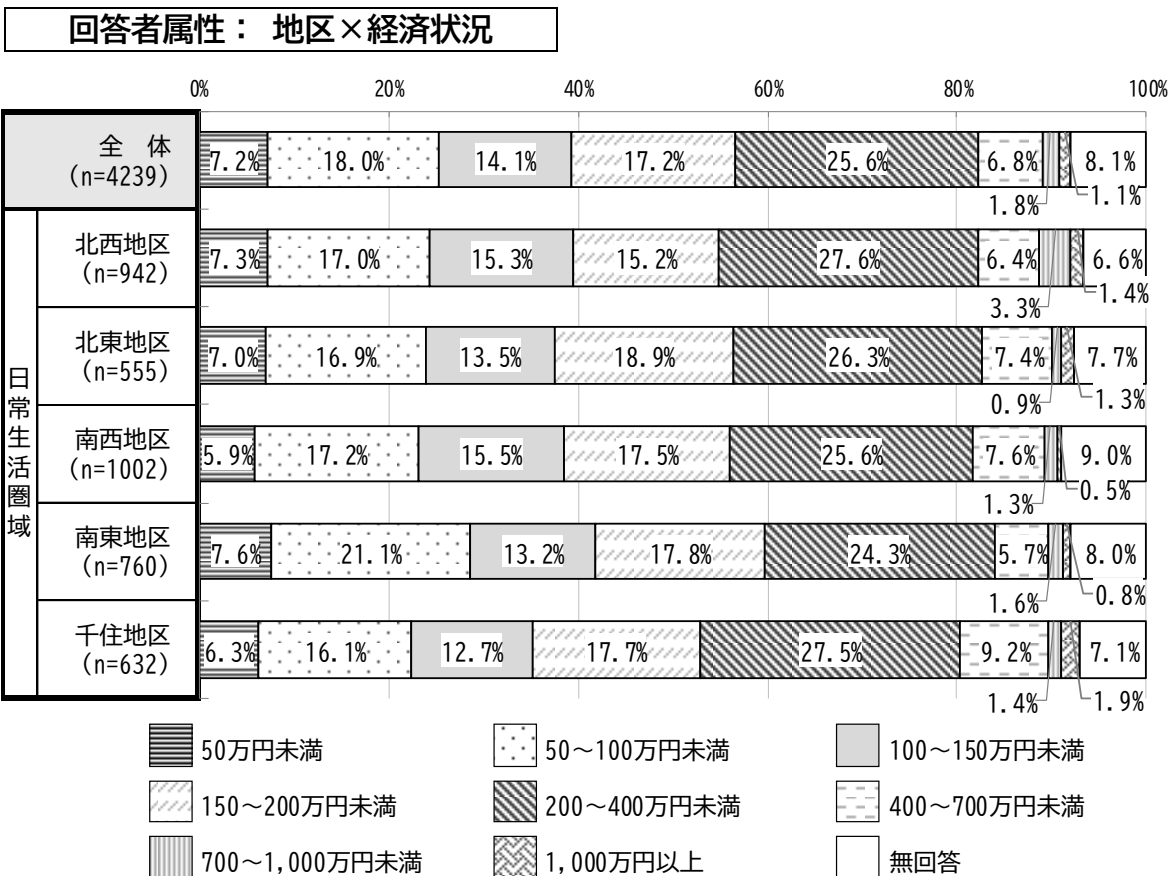 回答者属性： 地区×経済状況
0% 20% 40% 60% 80% 100%
全 体
(n=4239)
7.2% 18.0% 14.1% 17.2% 25.6% 6.8% 8.1%
1.8% 1.1%
日常生活圏域
北西地区
(n=942)
7.3% 17.0% 15.3% 15.2% 27.6% 6.4% 6.6%
3.3% 1.4%
北東地区
(n=555)
7.0% 16.9% 13.5% 18.9% 26.3% 7.4% 7.7%
0.9% 1.3%
南西地区
(n=1002)
5.9% 17.2% 15.5% 17.5% 25.6% 7.6% 9.0%
1.3% 0.5%
南東地区
(n=760)
7.6% 21.1% 13.2% 17.8% 24.3% 5.7% 8.0%
1.6% 0.8%
千住地区
(n=632)
6.3% 16.1% 12.7% 17.7% 27.5% 9.2% 7.1%
1.4% 1.9%
50万円未満 50～100万円未満 100～150万円未満
150～200万円未満 200～400万円未満 400～700万円未満
700～1,000万円未満 1,000万円以上 無回答